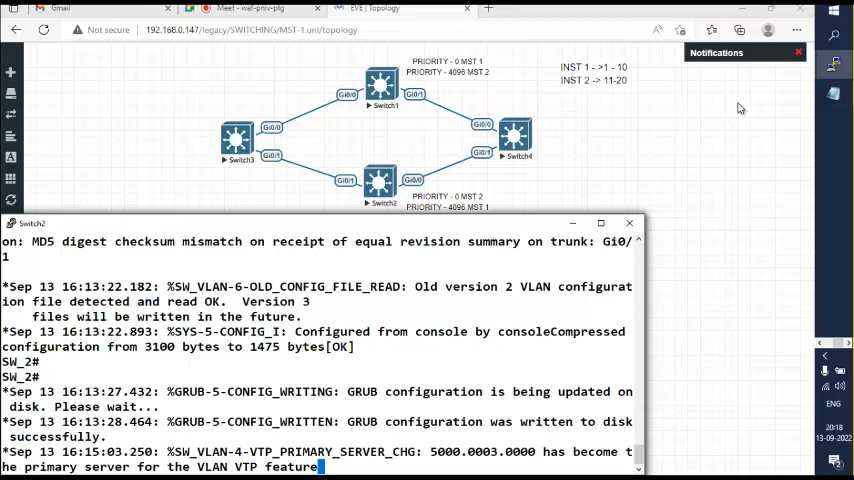 Gmail
Meet - waf-pniv-ptg
EVE | Topology
Not secure
192.168.0.147/legacy/SWITCHING/MST-1.unl/topology
Notifications
PRIORITY - 0 MST 1
PRIORITY - 4096 MST 2
INST 1 ->1 - 10
INST 2 -> 11-20
Gi0/0
Gi0/1
Switch1
Gi0/0
Gi0/0
Switch3
Switch4
Gi0/1
Gi0/1
Gi0/1
Gi0/0
Switch2
PRIORITY - 0 MST 2
PRIORITY - 4096 MST 1
Switch2
on: MD5 digest checksum mismatch on receipt of equal revision summary on trunk: Gi0/
1
*Sep 13 16:13:22.182: %SW_VLAN-6-OLD_CONFIG_FILE_READ: Old version 2 VLAN configurat
ion file detected and read OK.  Version 3
files will be written in the future.
*Sep 13 16:13:22.893: %SYS-5-CONFIG_I: Configured from console by consoleCompressed
configuration from 3100 bytes to 1475 bytes[OK]
SW_2#
SW_2#
*Sep 13 16:13:27.432: %GRUB-5-CONFIG_WRITING: GRUB configuration is being updated on
disk. Please wait...
*Sep 13 16:13:28.464: %GRUB-5-CONFIG_WRITTEN: GRUB configuration was written to disk
successfully.
*Sep 13 16:15:03.250: %SW_VLAN-4-VTP_PRIMARY_SERVER_CHG: 5000.0003.0000 has become t
he primary server for the VLAN VTP feature
ENG
20:18
13-09-2022
2